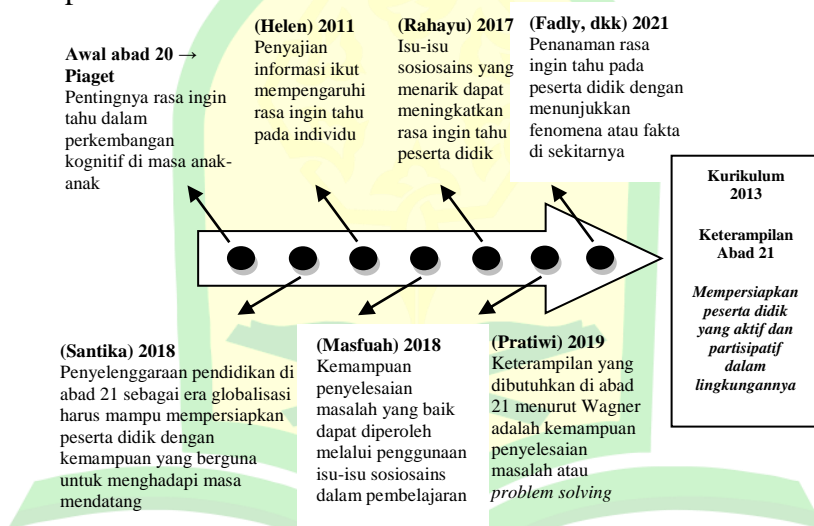 Awal abad 20 →
Piaget
Pentingnya rasa ingin
tahu dalam
perkembangan
kognitif di masa anak-
anak
(Helen) 2011
Penyajian
informasi ikut
mempengaruhi
rasa ingin tahu
pada individu
(Rahayu) 2017
Isu-isu
sosiosains yang
menarik dapat
meningkatkan
rasa ingin tahu
peserta didik
(Fadly, dkk) 2021
Penanaman rasa
ingin tahu pada
peserta didik dengan
menunjukkan
fenomena atau fakta
di sekitarnya
Kurikulum
2013
Keterampilan
Abad 21
Mempersiapkan
peserta didik
yang aktif dan
partisipatif
dalam
lingkungannya
(Santika) 2018
Penyelenggaraan pendidikan di
abad 21 sebagai era globalisasi
harus mampu mempersiapkan
peserta didik dengan
kemampuan yang berguna
untuk menghadapi masa
mendatang
(Masfuah) 2018
Kemampuan
penyelesaian
masalah yang baik
dapat diperoleh
melalui penggunaan
isu-isu sosiosains
dalam pembelajaran
(Pratiwi) 2019
Keterampilan yang
dibutuhkan di abad
21 menurut Wagner
adalah kemampuan
penyelesaian
masalah atau
problem solving